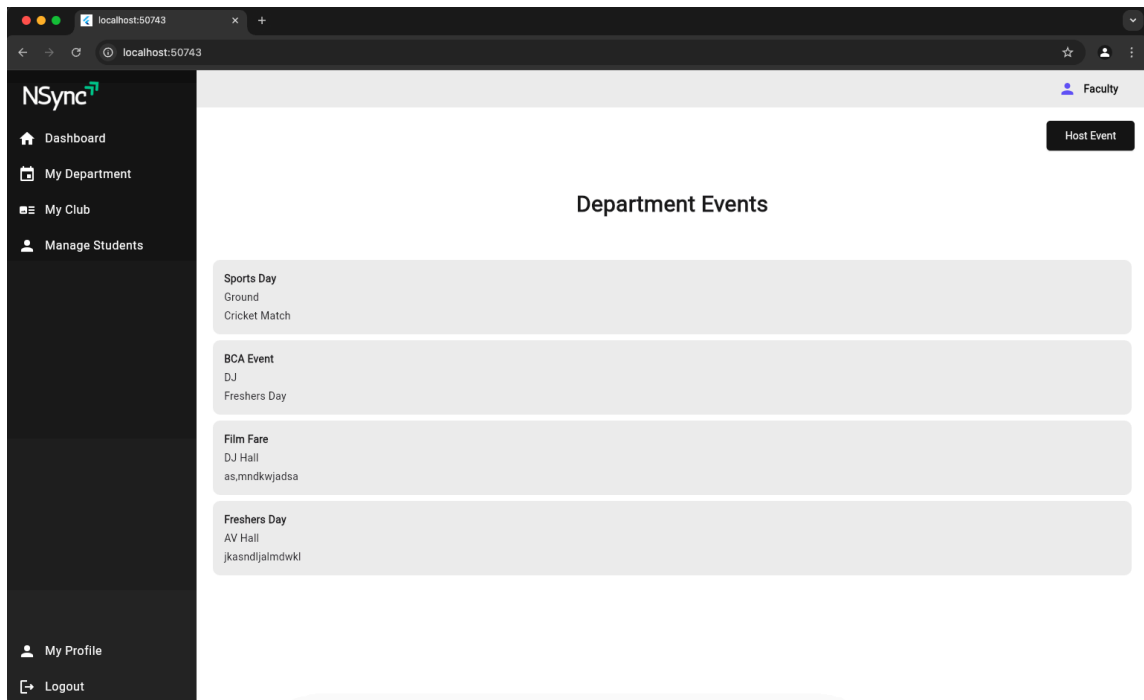 localhost:50743
localhost:50743
NSync
Faculty
Dashboard
Host Event
My Department
My Club
Manage Students
Department Events
Sports Day
Ground
Cricket Match
BCA Event
DJ
Freshers Day
Film Fare
DJ Hall
as,mndkwjadsa
Freshers Day
AV Hall
jkasndljalmdwkl
My Profile
Logout